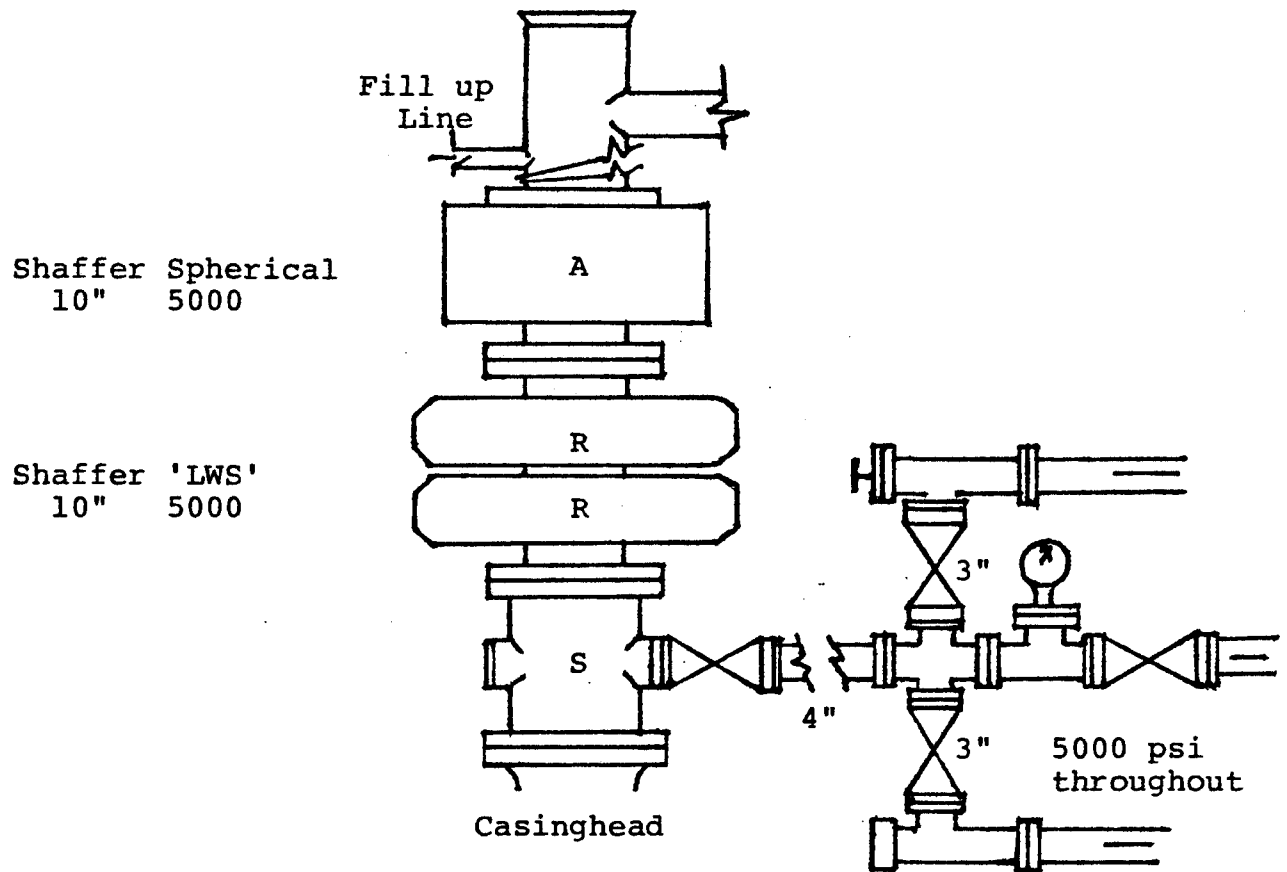 Fill up
Line
Shaffer Spherical
10" 5000
A
Shaffer 'LWS'
10" 5000
R
R
3"
S
4"
3"
5000 psi
throughout
Casinghead